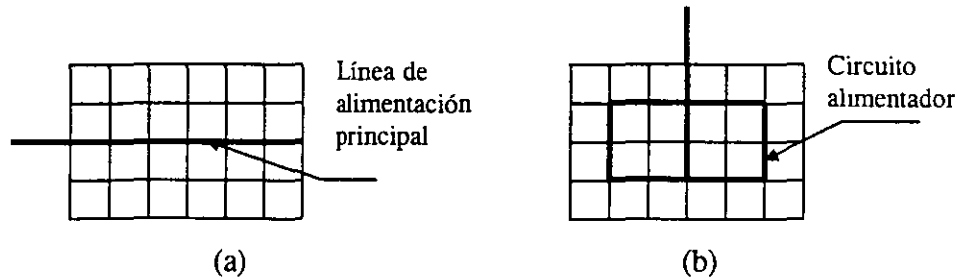 Línea de
alimentación
principal
Circuito
alimentador
(a)
(b)